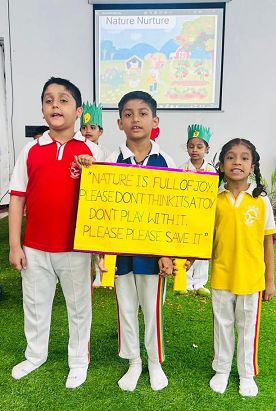 Nature Nurture
"NATURE IS FULL OF JOY,
PLEASE DON'T THINK IT'S A TOY
DON'T PLAY WITH IT.
PLEASE PLEASE SAVE IT"